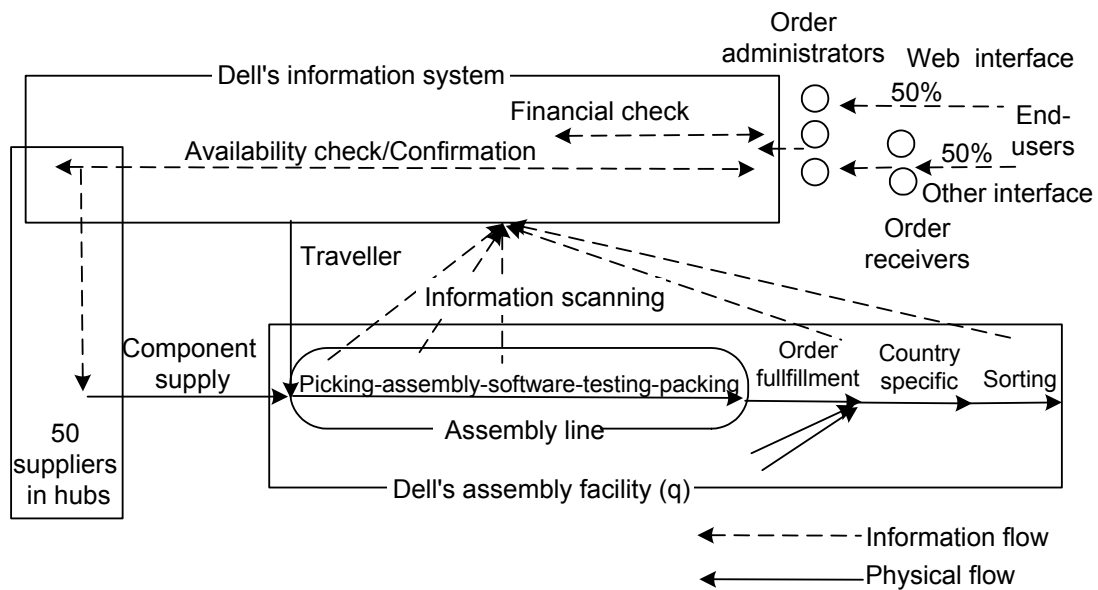 Order
administrators
Web interface
Dell's information system
50%
Financial check
End-
users
Availability check/Confirmation
50%
Other interface
Order
receivers
Traveller
Information scanning
Component
supply
Order
fullfillment
Country
specific
Sorting
Picking-assembly-software-testing-packing
Assembly line
50
suppliers
in hubs
Dell's assembly facility (q)
Information flow
Physical flow